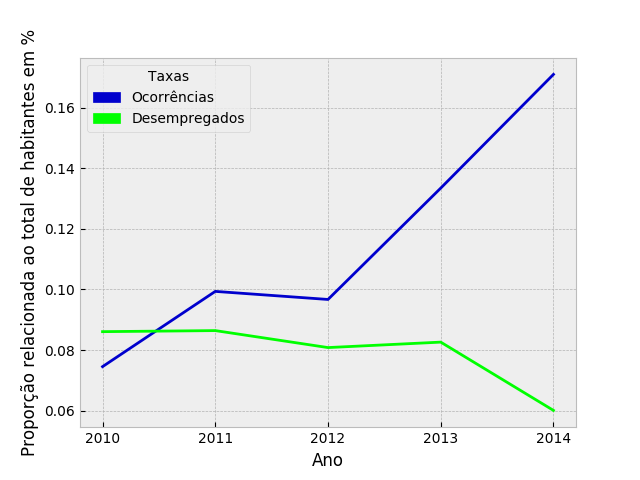 Proporção relacionada ao total de habitantes em %
Taxas
Ocorrências
Desempregados
0.16
0.14
0.12
0.10
0.08
0.06
2010 2011 2012 2013 2014
Ano